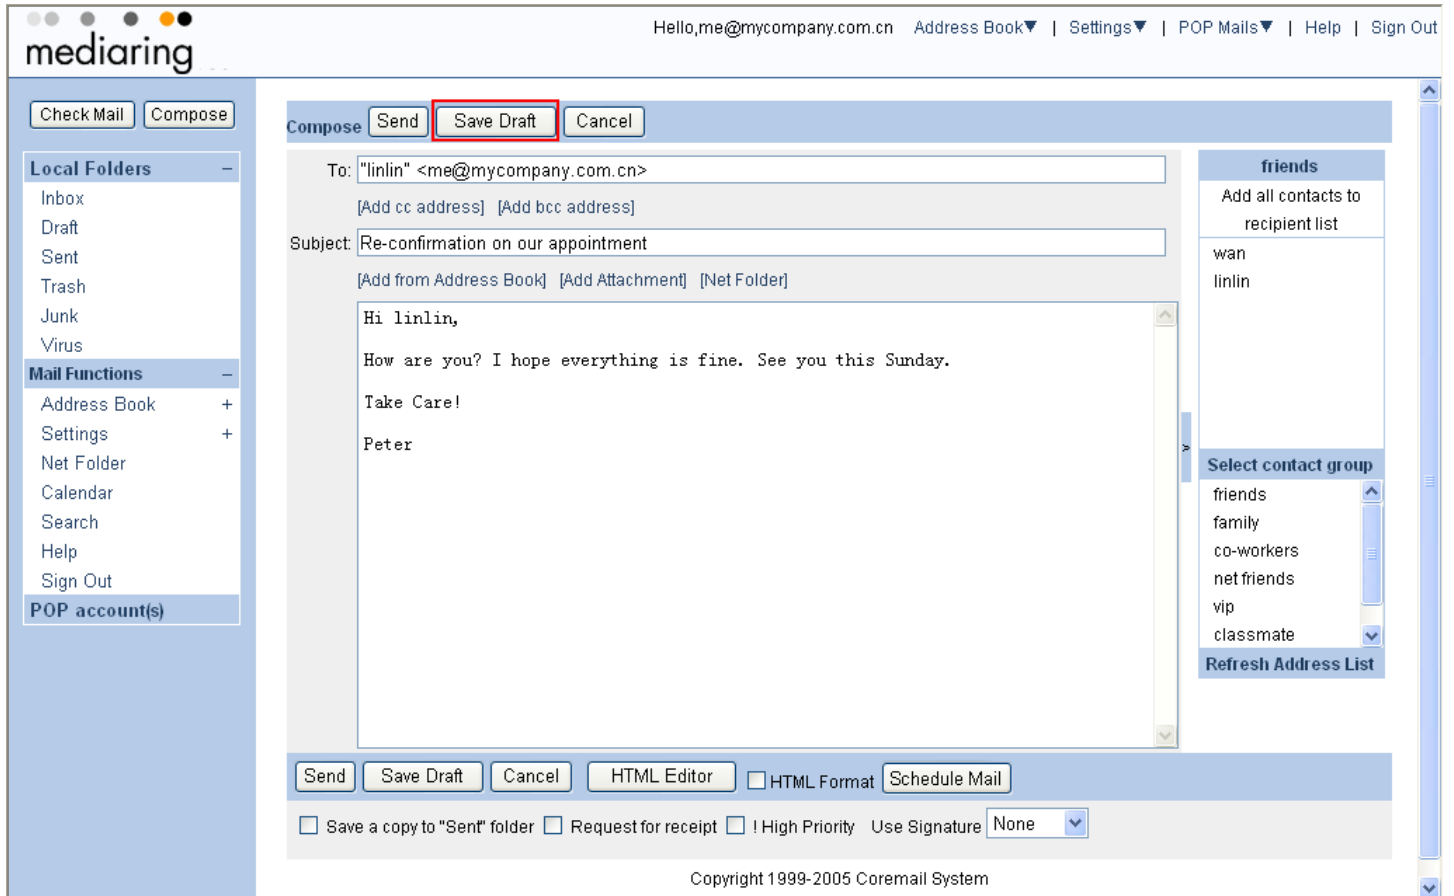 mediaring
Hello,me@mycompany.com.cn Address Book▼ | Settings▼ | POP Mails▼ | Help | Sign Out
Check Mail Compose
Local Folders –
Inbox
Draft
Sent
Trash
Junk
Virus
Mail Functions –
Address Book +
Settings +
Net Folder
Calendar
Search
Help
Sign Out
POP account(s)
Compose Send Save Draft Cancel
To: "linlin" <me@mycompany.com.cn>
[Add cc address] [Add bcc address]
Subject: Re-confirmation on our appointment
[Add from Address Book] [Add Attachment] [Net Folder]
Hi linlin,
How are you? I hope everything is fine. See you this Sunday.
Take Care!
Peter
friends
Add all contacts to
recipient list
wan
linlin
Select contact group
friends
family
co-workers
net friends
vip
classmate
Refresh Address List
Send Save Draft Cancel HTML Editor HTML Format Schedule Mail
Save a copy to "Sent" folder Request for receipt ! High Priority Use Signature None
Copyright 1999-2005 Coremail System